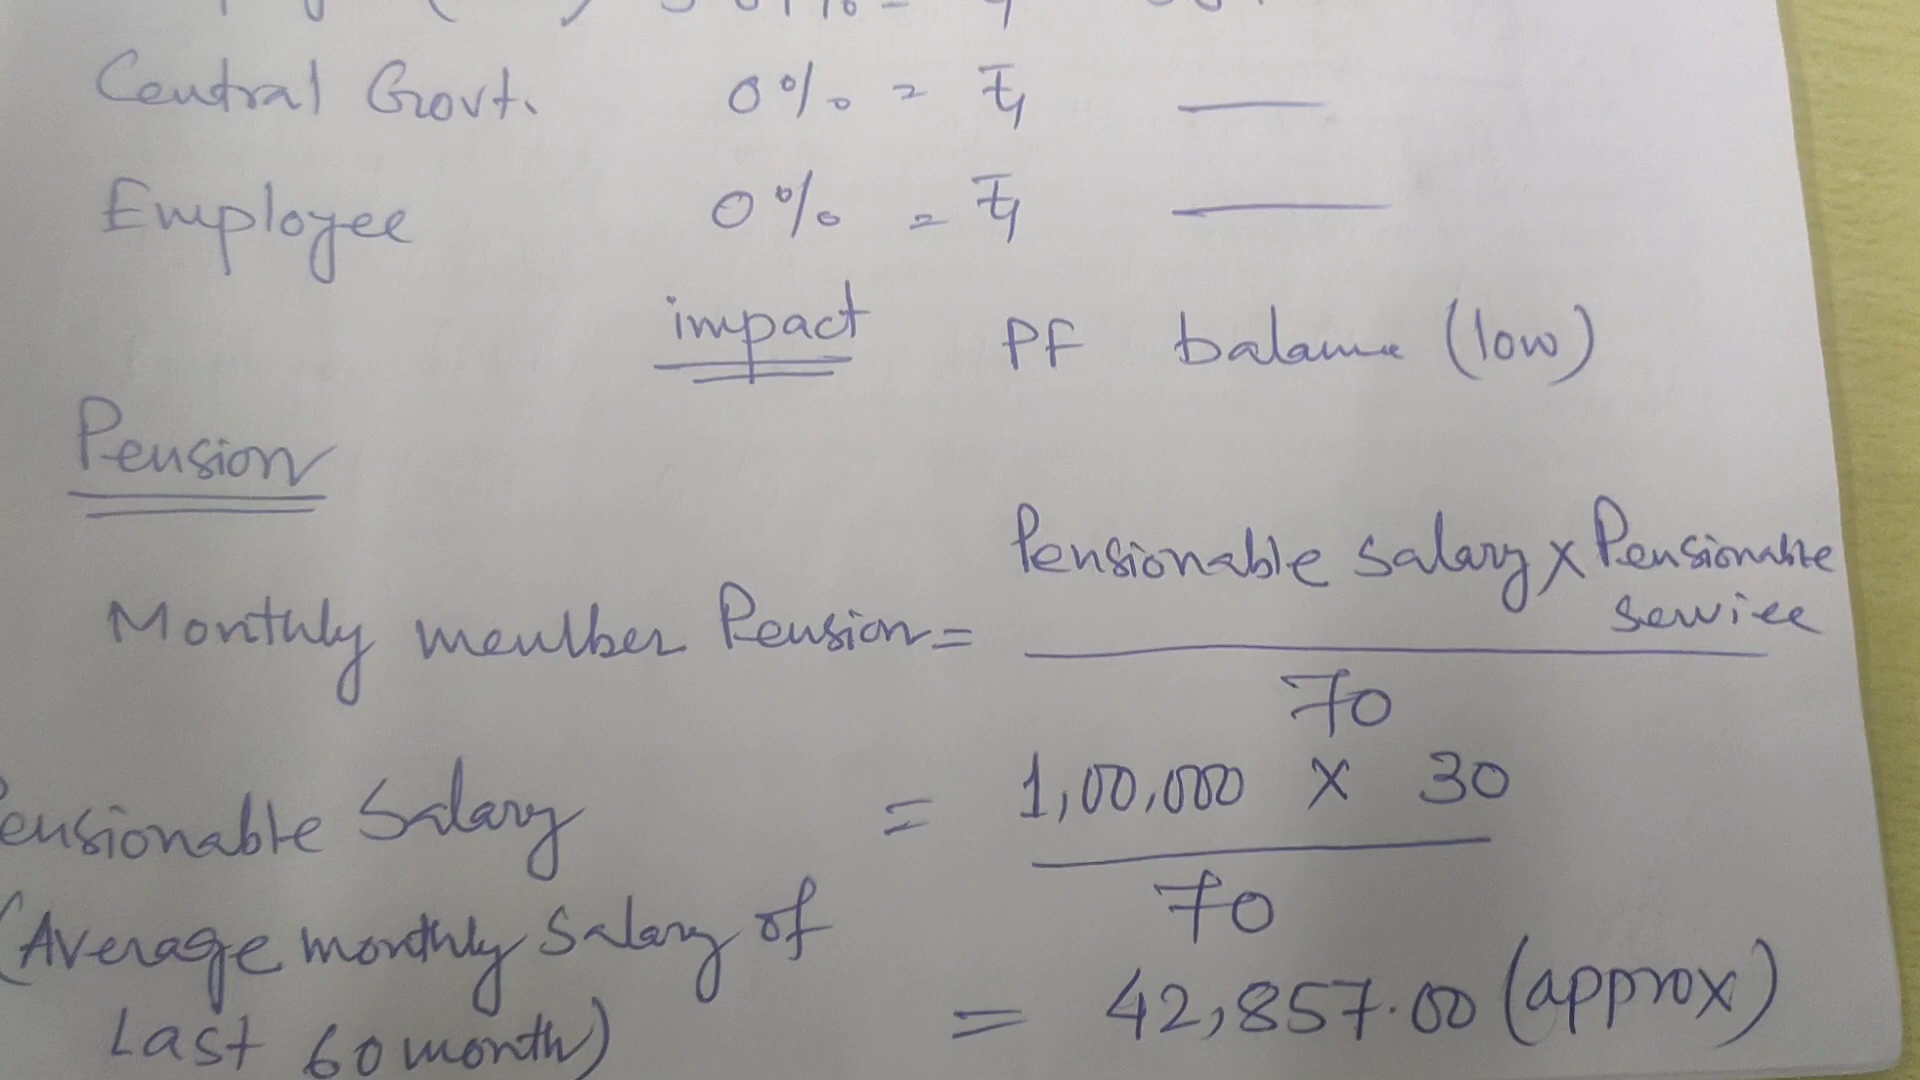 Central Govt. 0% = ₹ —
Employee 0% = ₹ —
impact PF balance (low)
Pension
Monthly member Pension = Pensionable salary x Pensionable service
70
Pensionable Salary = 1,00,000 x 30
70
(Average monthly salary of
Last 60 month)
= 42,857.00 (approx)